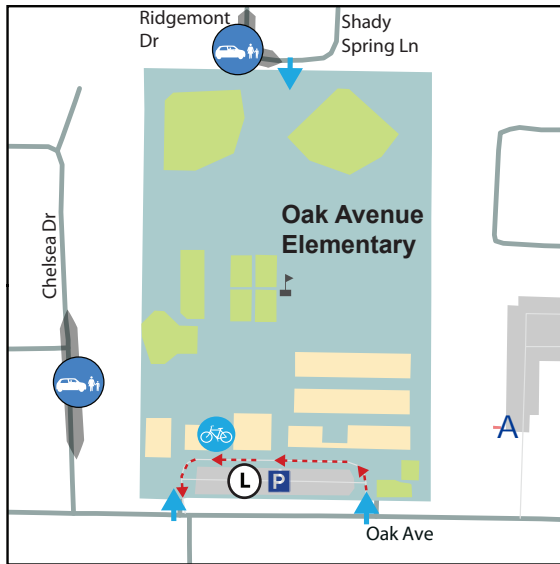 Ridgemont
Dr
Shady
Spring Ln
Oak Avenue
Elementary
Chelsea Dr
A
L
P
Oak Ave